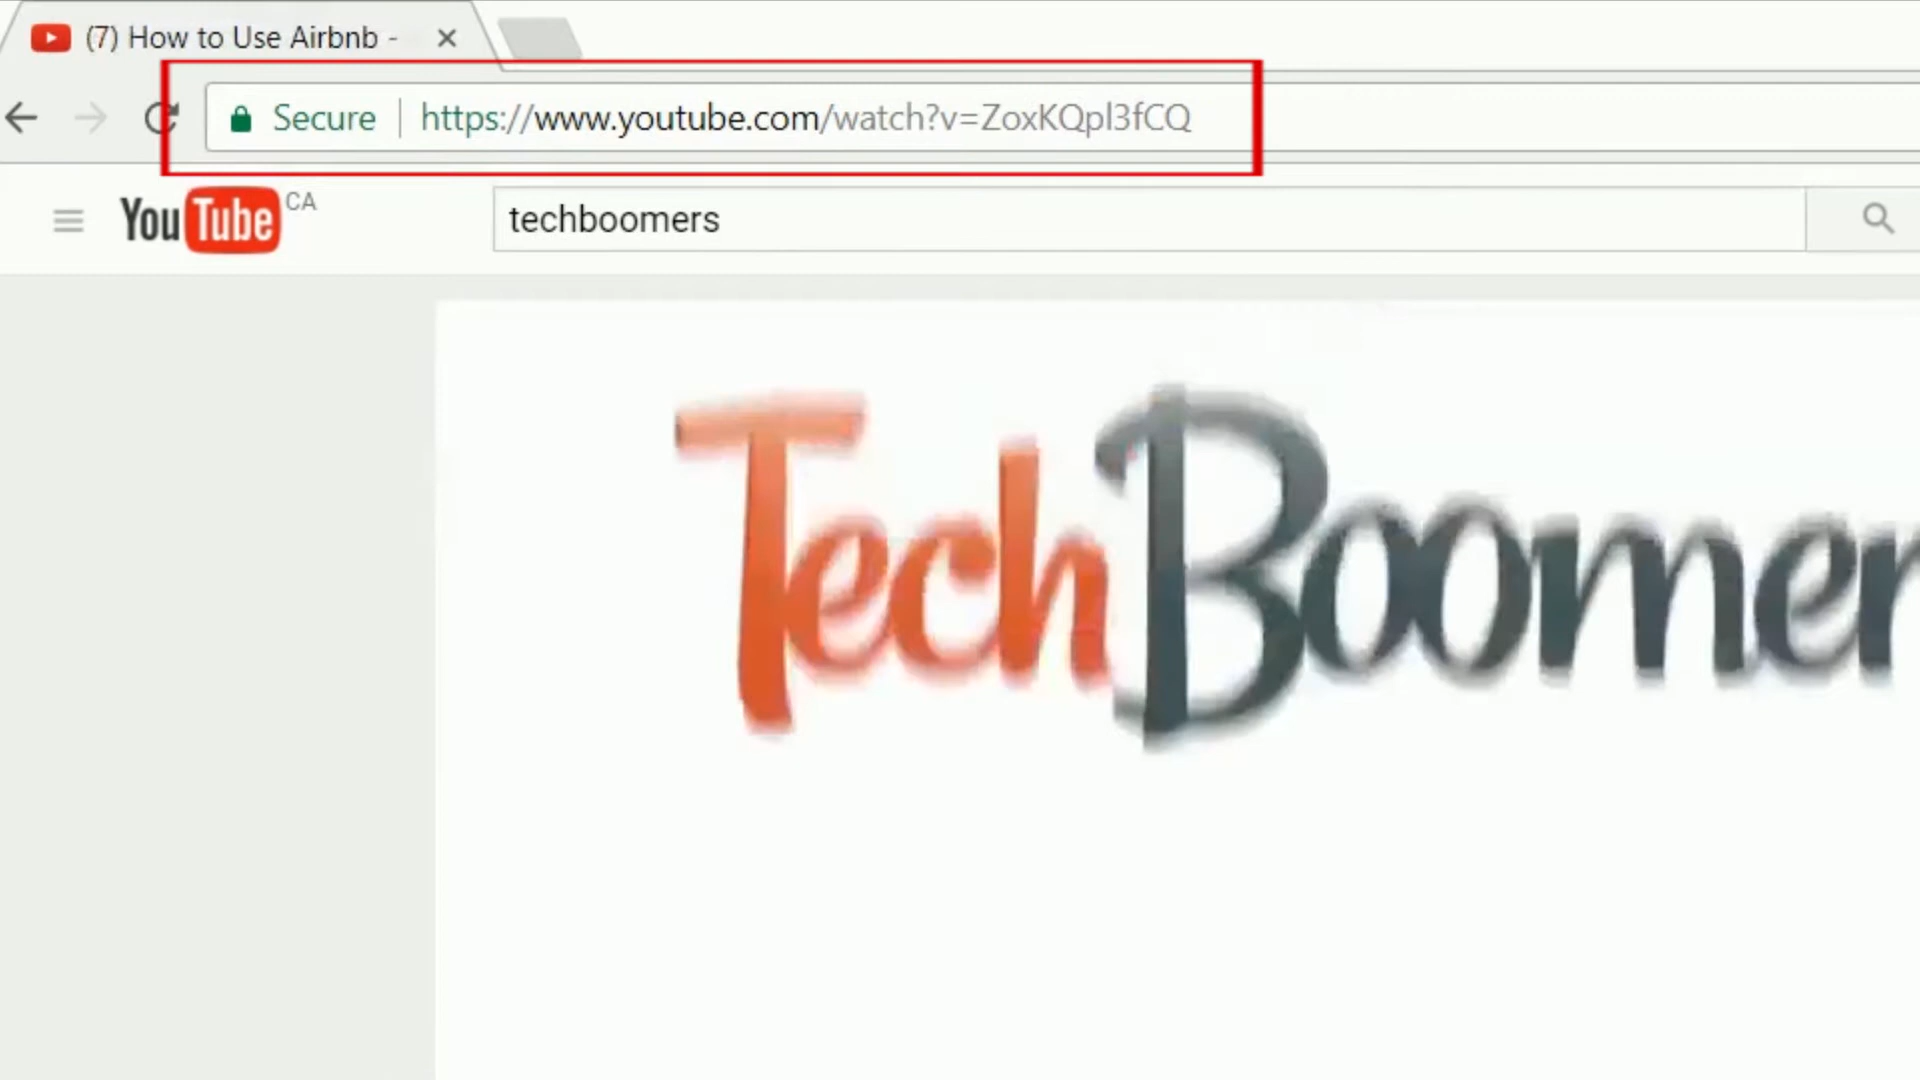 (7) How to Use Airbnb -
Secure
https://www.youtube.com/watch?v=ZoxKQpl3fCQ
YouTube CA
techboomers
TechBoomer